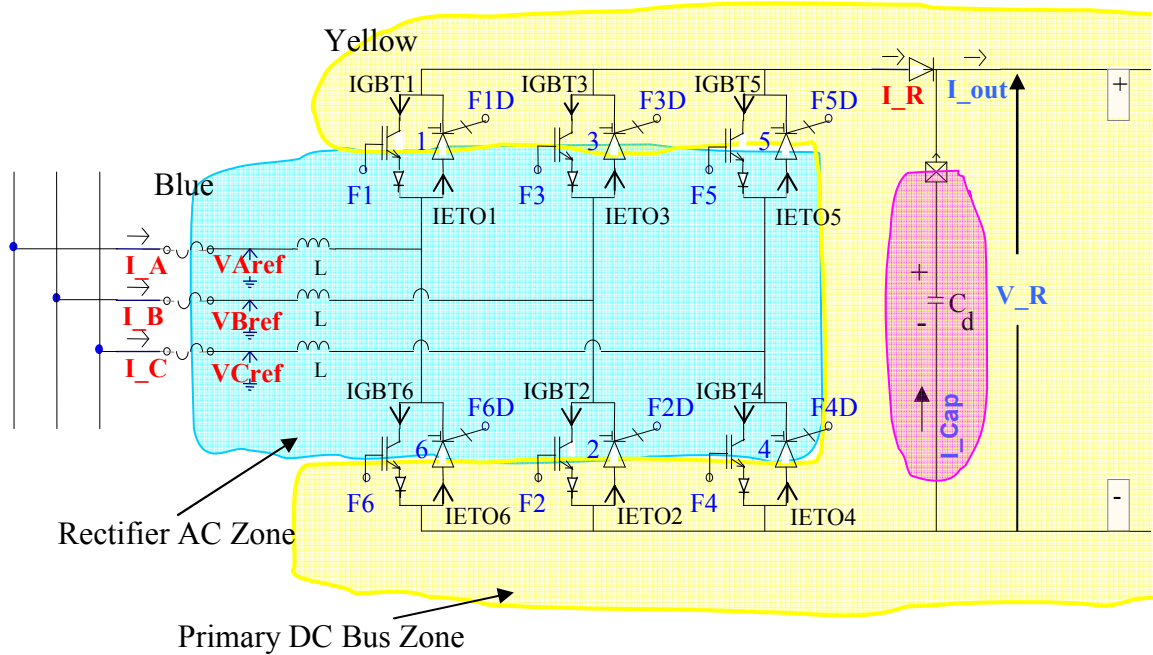 Yellow
IGBT1 IGBT3 IGBT5
F1D F3D F5D
I_R I_out
+
1 3 5
F1 F3 F5
Blue
IETO1 IETO3 IETO5
I_A VAref L
I_B VBref L
I_C VCref L
+
C d
-
V_R
I_Cap
IGBT6 IGBT2 IGBT4
F6D F2D F4D
6 2 4
F6 F2 F4
IETO6 IETO2 IETO4
-
Rectifier AC Zone
Primary DC Bus Zone